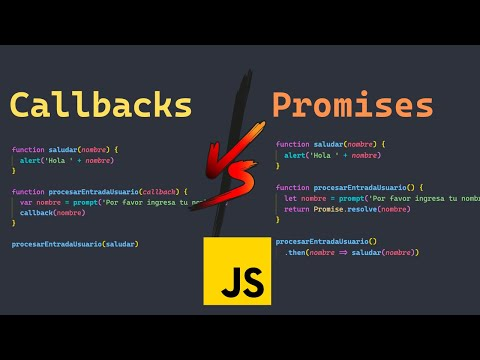 Callbacks
function saludar(nombre) {
alert('Hola ' + nombre)
}
function procesarEntradaUsuario(callback) {
var nombre = prompt('Por favor ingresa tu
callback(nombre)
}
procesarEntradaUsuario(saludar)
VS
JS
Promises
function saludar(nombre) {
alert('Hola ' + nombre)
}
function procesarEntradaUsuario() {
let nombre = prompt('Por favor ingresa tu
return Promise.resolve(nombre)
}
procesarEntradaUsuario()
.then(nombre => saludar(nombre))